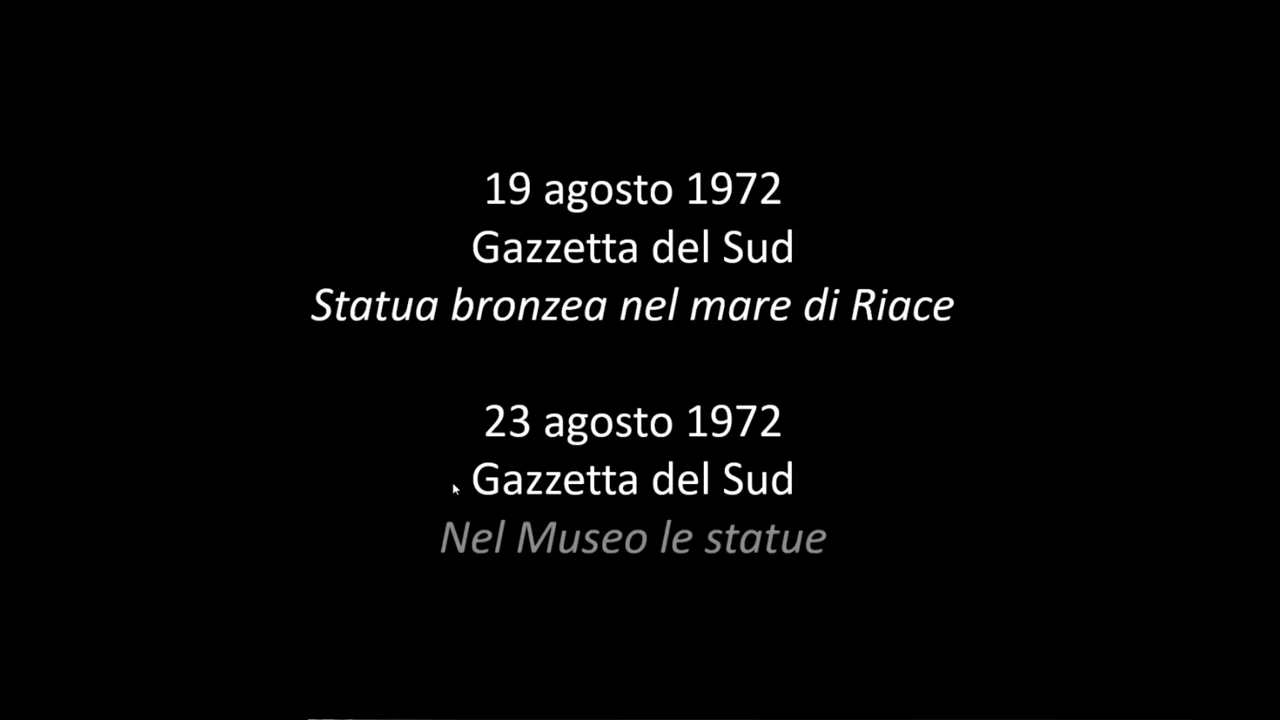 19 agosto 1972
Gazzetta del Sud
Statua bronzea nel mare di Riace
23 agosto 1972
Gazzetta del Sud
Nel Museo le statue